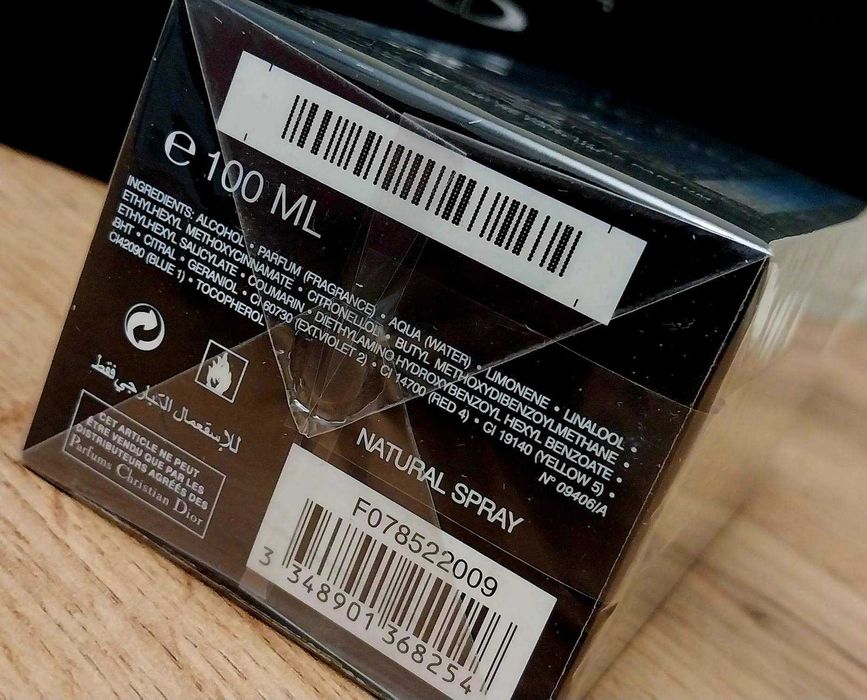 e 100 ML
INGREDIENTS: ALCOHOL • PARFUM (FRAGRANCE) • AQUA (WATER) • LIMONENE • LINALOOL •
ETHYLHEXYL METHOXYCINNAMATE • CITRONELLOL • BUTYL METHOXYDIBENZOYLMETHANE •
ETHYLHEXYL SALICYLATE • COUMARIN • DIETHYLAMINO HYDROXYBENZOYL HEXYL BENZOATE •
BHT • CITRAL • GERANIOL • CI 60730 (EXT.VIOLET 2) • CI 14700 (RED 4) • CI 19140 (YELLOW 5) •
CI42090 (BLUE 1) • TOCOPHEROL
N° 09406/A
للإستعمال الخارجي فقط
NATURAL SPRAY
CET ARTICLE NE PEUT
ÊTRE VENDU QUE PAR LES
DISTRIBUTEURS AGRÉÉS DES
Parfums Christian Dior
F078522009
3 348901 368254